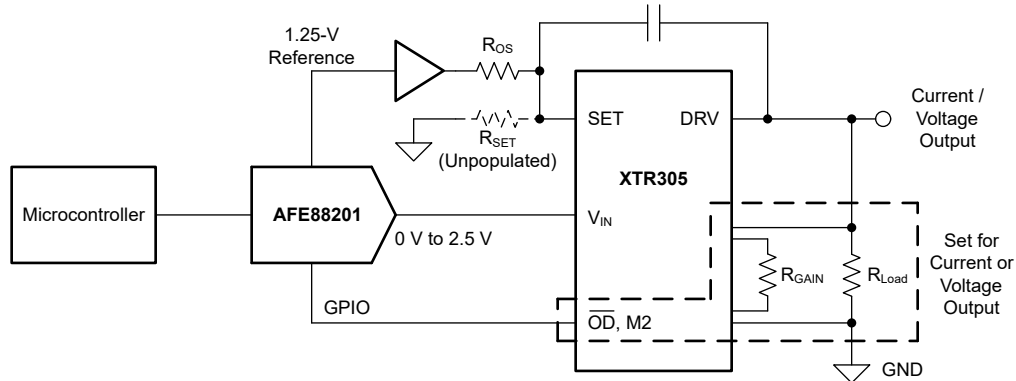 1.25-V
Reference
R_OS
R_SET
(Unpopulated)
SET
DRV
Current /
Voltage
Output
XTR305
Microcontroller
AFE88201
V_IN
0 V to 2.5 V
R_GAIN
R_Load
Set for
Current or
Voltage
Output
GPIO
O̅D̅, M2
GND